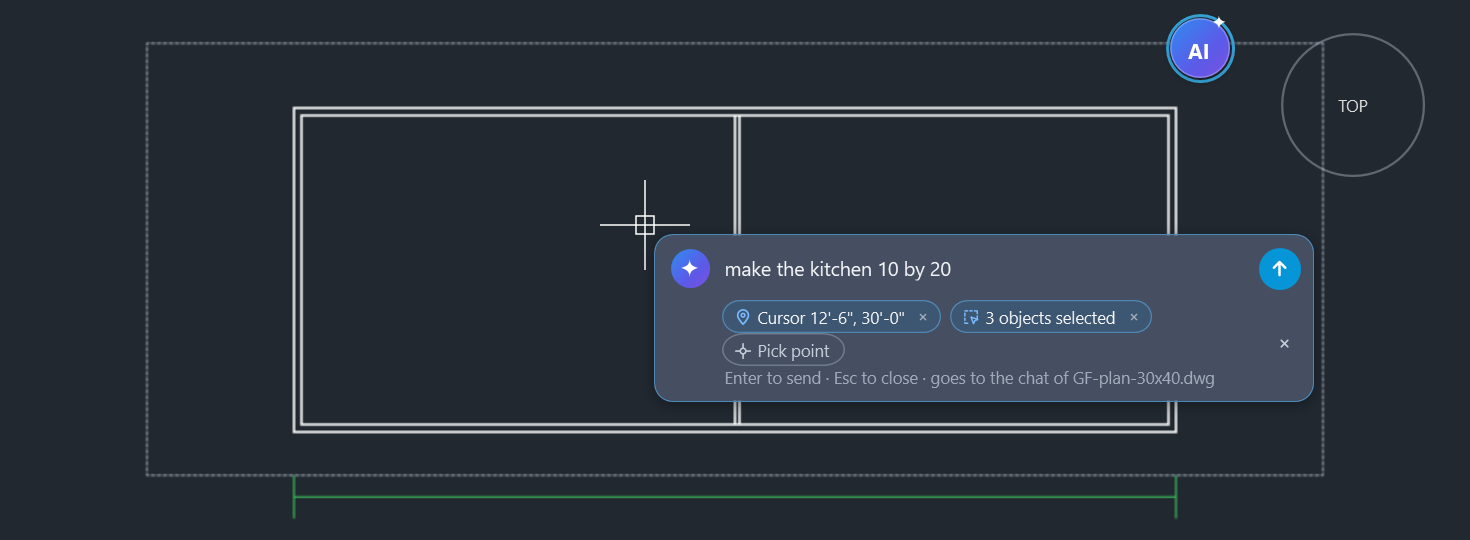 AI
TOP
make the kitchen 10 by 20
Cursor 12'-6", 30'-0" × 3 objects selected ×
Pick point
Enter to send · Esc to close · goes to the chat of GF-plan-30x40.dwg